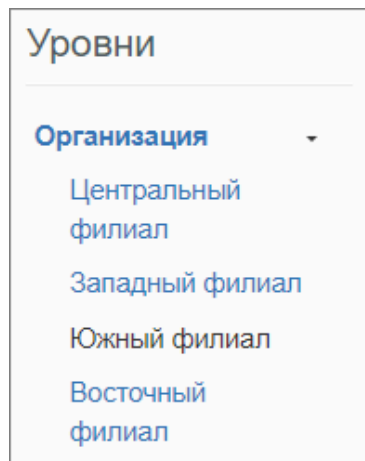 Уровни
Организация
Центральный
филиал
Западный филиал
Южный филиал
Восточный
филиал